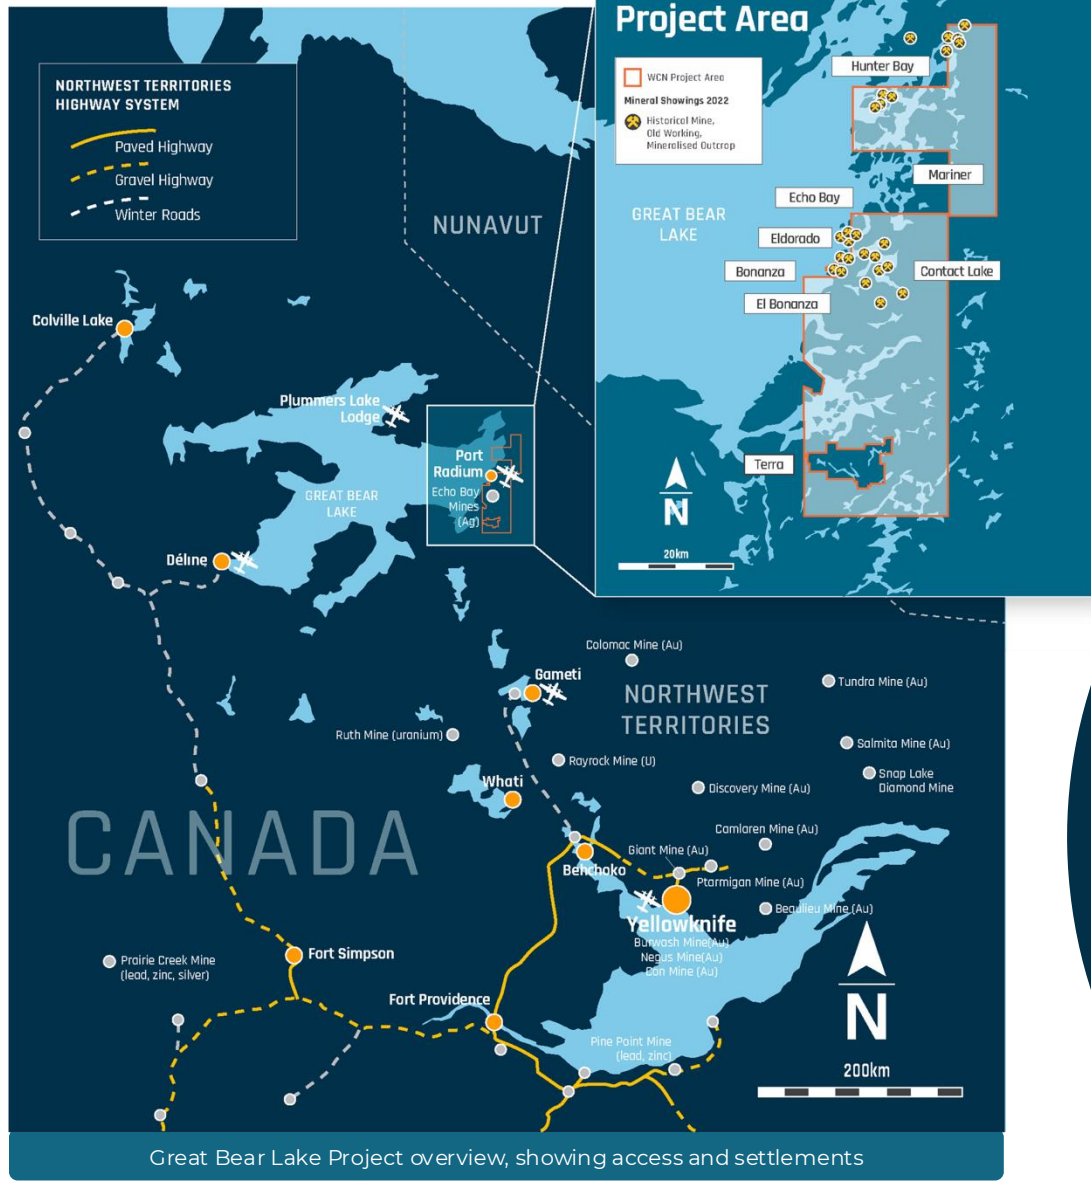 NORTHWEST TERRITORIES
HIGHWAY SYSTEM
Paved Highway
Gravel Highway
Winter Roads
Project Area
WCN Project Area
Mineral Showings 2022
Historical Mine,
Old Working,
Mineralised Outcrop
Hunter Bay
Mariner
Echo Bay
GREAT BEAR
LAKE
Eldorado
Bonanza
Contact Lake
El Bonanza
Terra
N
20km
NUNAVUT
Colville Lake
Plummers Lake
Lodge
Port
Radium
Echo Bay
Mines
(Ag)
GREAT BEAR
LAKE
Délıne
Colomac Mine (Au)
Gameti
NORTHWEST
TERRITORIES
Tundra Mine (Au)
Ruth Mine (uranium)
Salmita Mine (Au)
Rayrock Mine (U)
Snap Lake
Diamond Mine
Whati
Discovery Mine (Au)
CANADA
Camlaren Mine (Au)
Giant Mine (Au)
Behchoko
Ptarmigan Mine (Au)
Beaulieu Mine (Au)
Yellowknife
Burwash Mine(Au)
Negus Mine(Au)
Con Mine (Au)
Fort Simpson
Prairie Creek Mine
(lead, zinc, silver)
Fort Providence
N
Pine Point Mine
(lead, zinc)
200km
Great Bear Lake Project overview, showing access and settlements